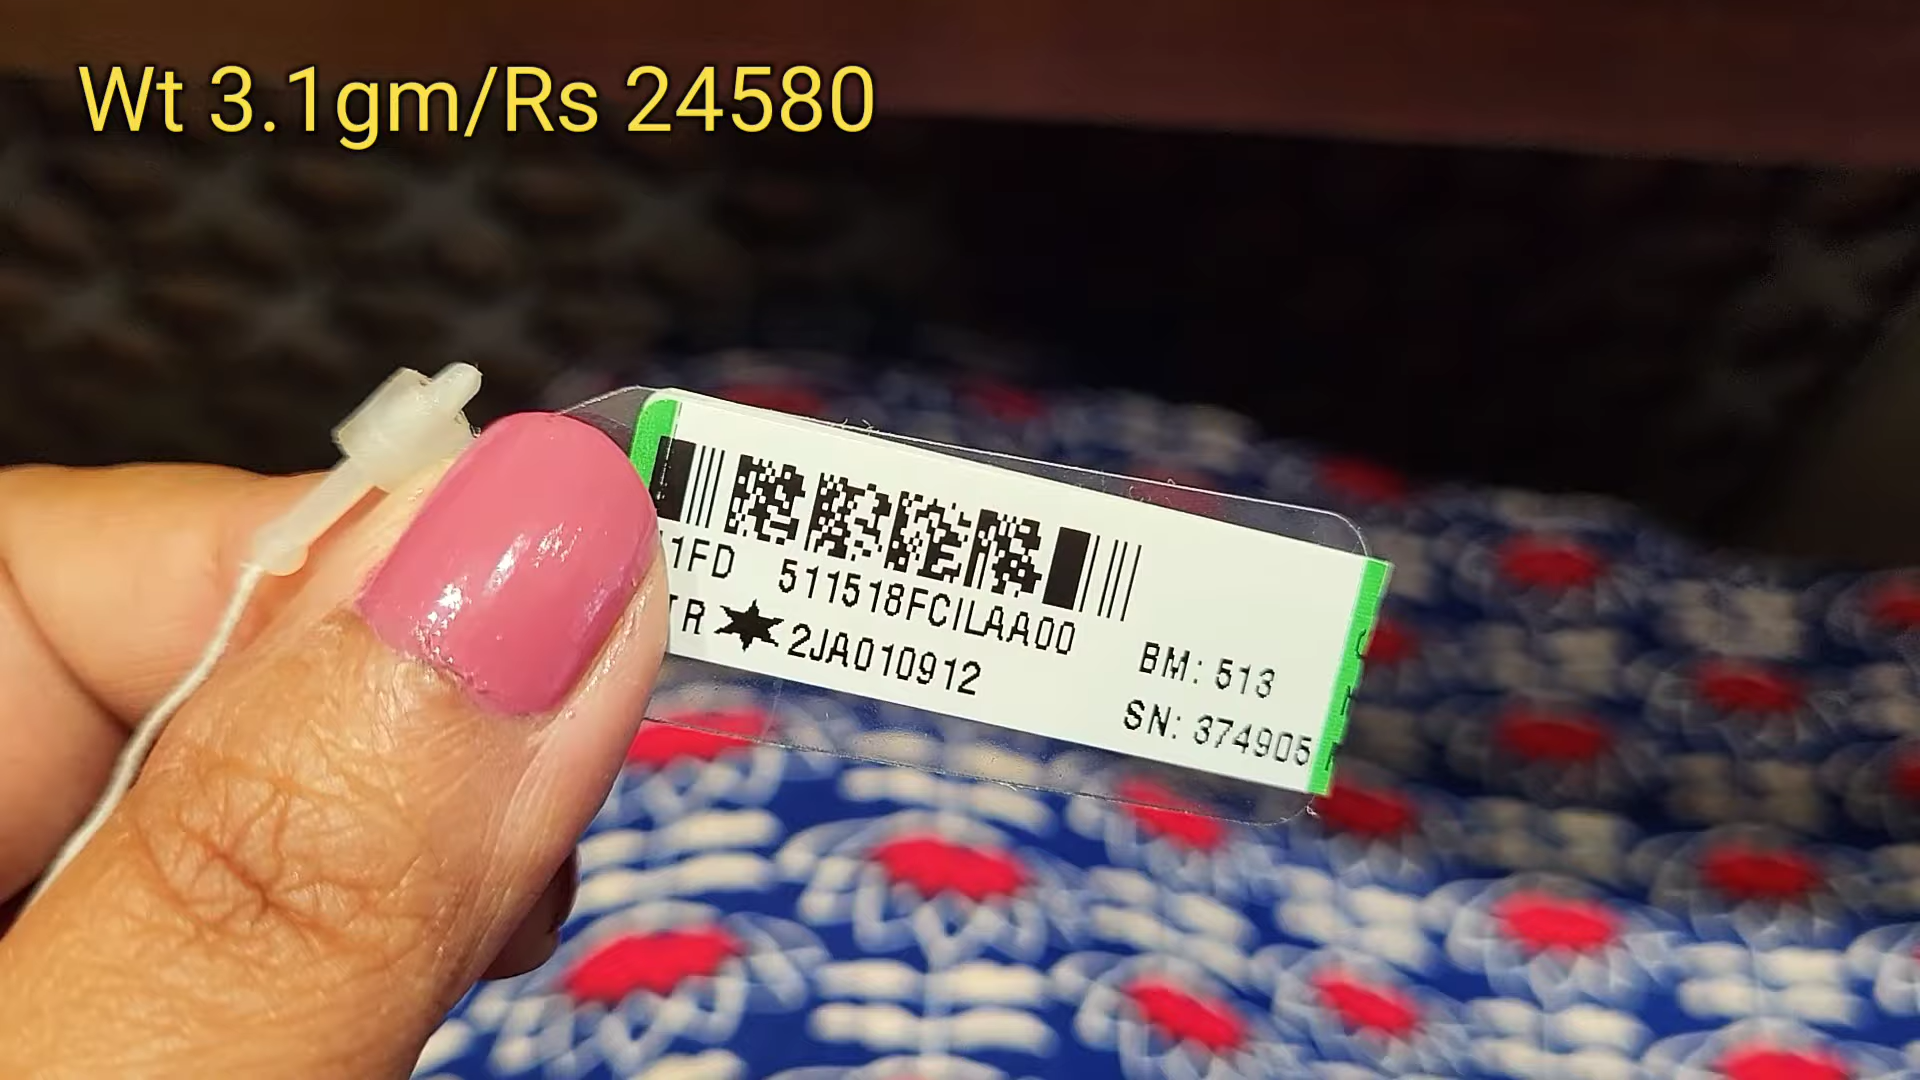 Wt 3.1gm/Rs 24580
1FD 511518FCILAA00
TR 2JA010912
BM: 513
SN: 374905